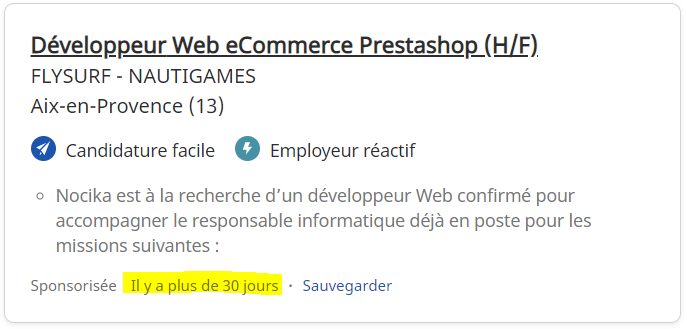 Développeur Web eCommerce Prestashop (H/F)
FLYSURF - NAUTIGAMES
Aix-en-Provence (13)
Candidature facile Employeur réactif
Nocika est à la recherche d’un développeur Web confirmé pour
accompagner le responsable informatique déjà en poste pour les
missions suivantes :
Sponsorisée Il y a plus de 30 jours · Sauvegarder